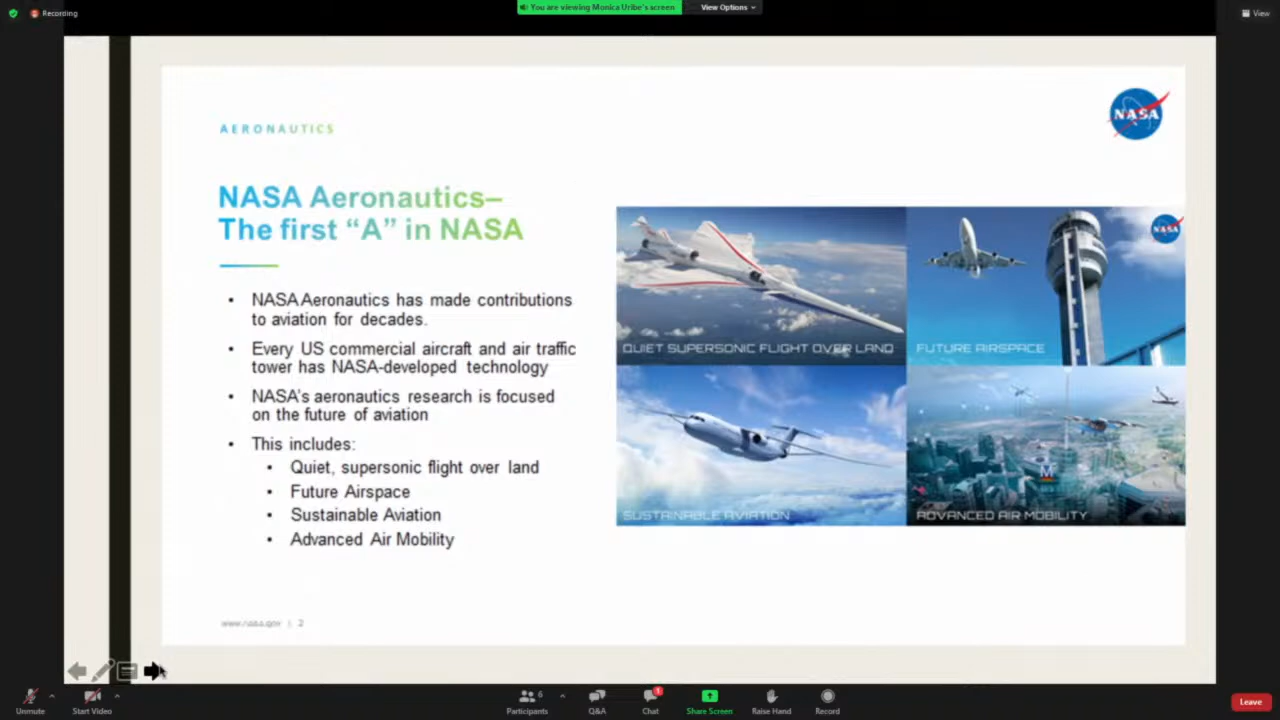 Recording
You are viewing Monica Uribe's screen
View Options
View
AERONAUTICS
NASA
NASA Aeronautics–
The first “A” in NASA
• NASA Aeronautics has made contributions
to aviation for decades.
• Every US commercial aircraft and air traffic
tower has NASA-developed technology
• NASA's aeronautics research is focused
on the future of aviation
• This includes:
• Quiet, supersonic flight over land
• Future Airspace
• Sustainable Aviation
• Advanced Air Mobility
QUIET SUPERSONIC FLIGHT OVER LAND
FUTURE AIRSPACE
NASA
SUSTAINABLE AVIATION
ADVANCED AIR MOBILITY
M
www.nasa.gov | 2
Unmute
Start Video
Participants
6
Q&A
Chat
1
Share Screen
Raise Hand
Record
Leave